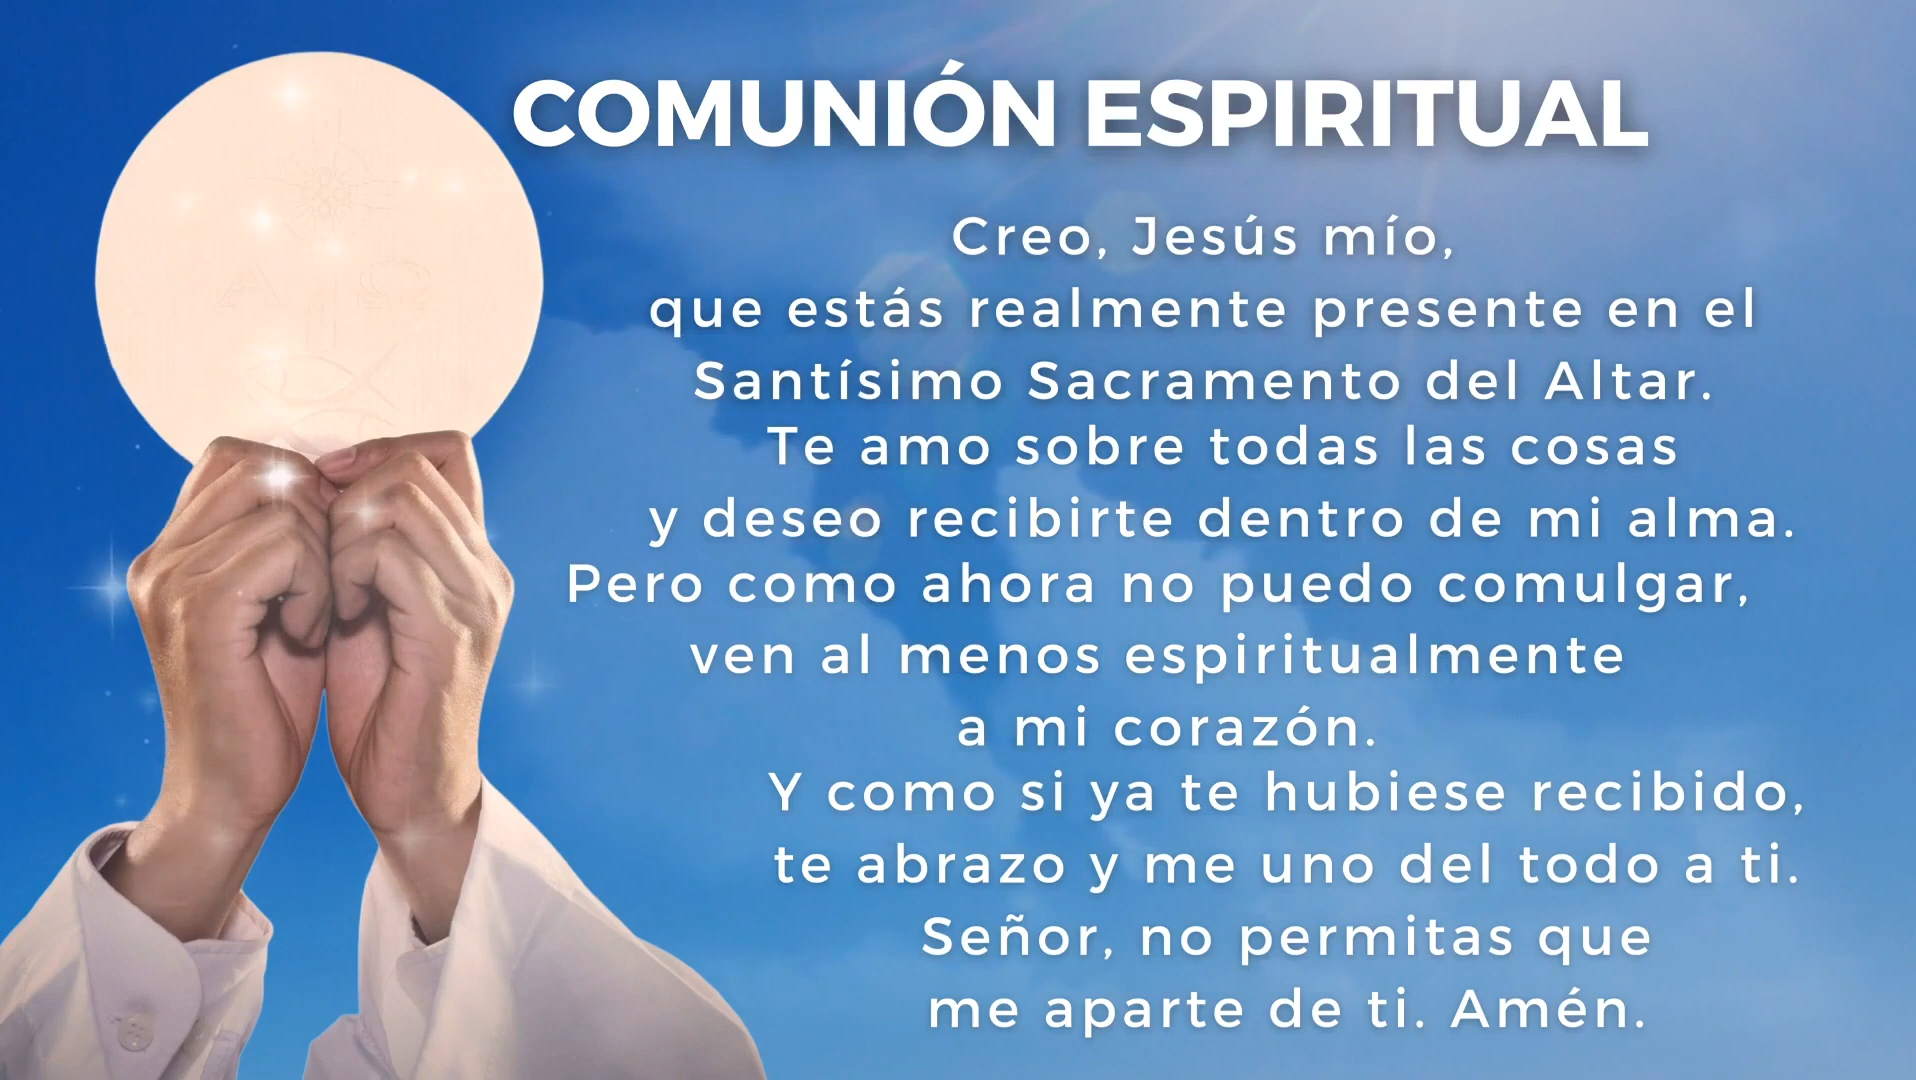 COMUNIÓN ESPIRITUAL
Creo, Jesús mío,
que estás realmente presente en el
Santísimo Sacramento del Altar.
Te amo sobre todas las cosas
y deseo recibirte dentro de mi alma.
Pero como ahora no puedo comulgar,
ven al menos espiritualmente
a mi corazón.
Y como si ya te hubiese recibido,
te abrazo y me uno del todo a ti.
Señor, no permitas que
me aparte de ti. Amén.